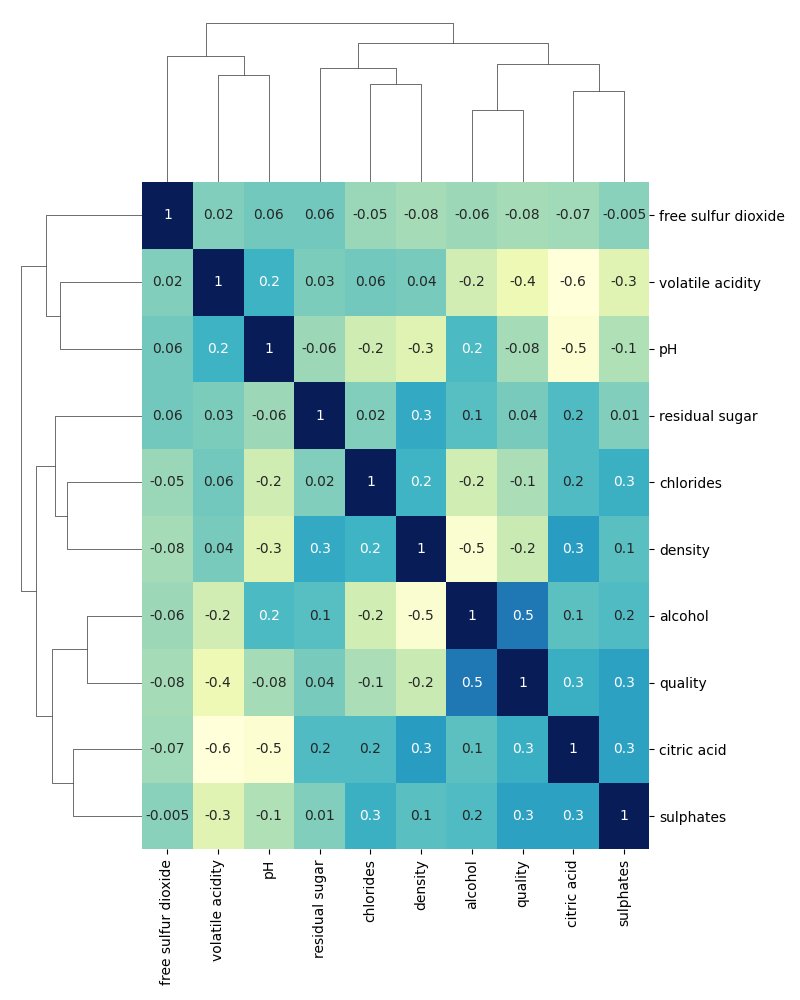 1 0.02 0.06 0.06 -0.05 -0.08 -0.06 -0.08 -0.07 -0.005 free sulfur dioxide
0.02 1 0.2 0.03 0.06 0.04 -0.2 -0.4 -0.6 -0.3 volatile acidity
0.06 0.2 1 -0.06 -0.2 -0.3 0.2 -0.08 -0.5 -0.1 pH
0.06 0.03 -0.06 1 0.02 0.3 0.1 0.04 0.2 0.01 residual sugar
-0.05 0.06 -0.2 0.02 1 0.2 -0.2 -0.1 0.2 0.3 chlorides
-0.08 0.04 -0.3 0.3 0.2 1 -0.5 -0.2 0.3 0.1 density
-0.06 -0.2 0.2 0.1 -0.2 -0.5 1 0.5 0.1 0.2 alcohol
-0.08 -0.4 -0.08 0.04 -0.1 -0.2 0.5 1 0.3 0.3 quality
-0.07 -0.6 -0.5 0.2 0.2 0.3 0.1 0.3 1 0.3 citric acid
-0.005 -0.3 -0.1 0.01 0.3 0.1 0.2 0.3 0.3 1 sulphates
free sulfur dioxide
volatile acidity
pH
residual sugar
chlorides
density
alcohol
quality
citric acid
sulphates